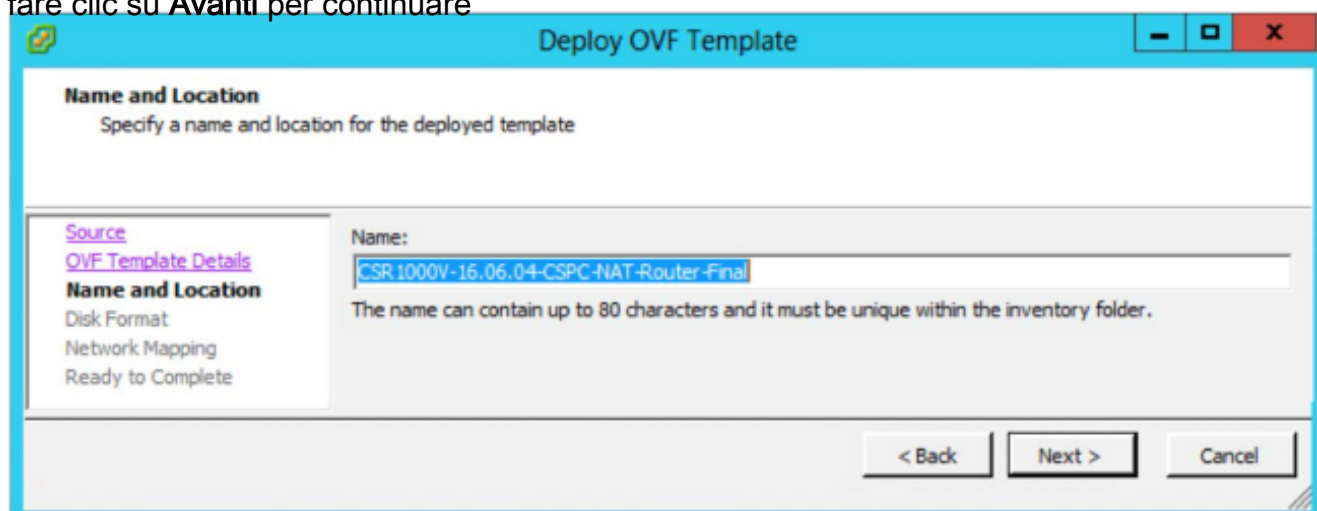 fare clic su Avanti per continuare
Deploy OVF Template
Name and Location
Specify a name and location for the deployed template
Source
OVF Template Details
Name and Location
Disk Format
Network Mapping
Ready to Complete
Name:
CSR1000V-16.06.04-CSPC-NAT-Router-Final
The name can contain up to 80 characters and it must be unique within the inventory folder.
< Back
Next >
Cancel